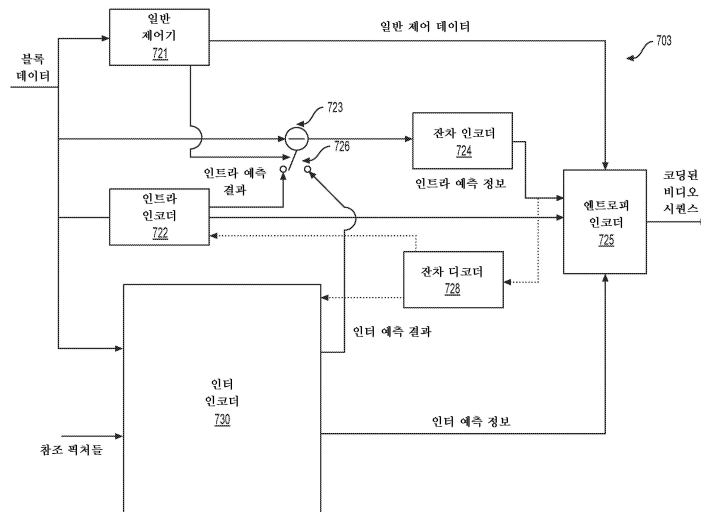 일반
제어기
721
일반 제어 데이터
703
블록
데이터
723
726
잔차 인코더
724
인트라 예측
결과
인트라 예측 정보
코딩된
비디오
시퀀스
인트라
인코더
722
엔트로피
인코더
725
잔차 디코더
728
인터 예측 결과
인터
인코더
730
인터 예측 정보
참조 픽처들